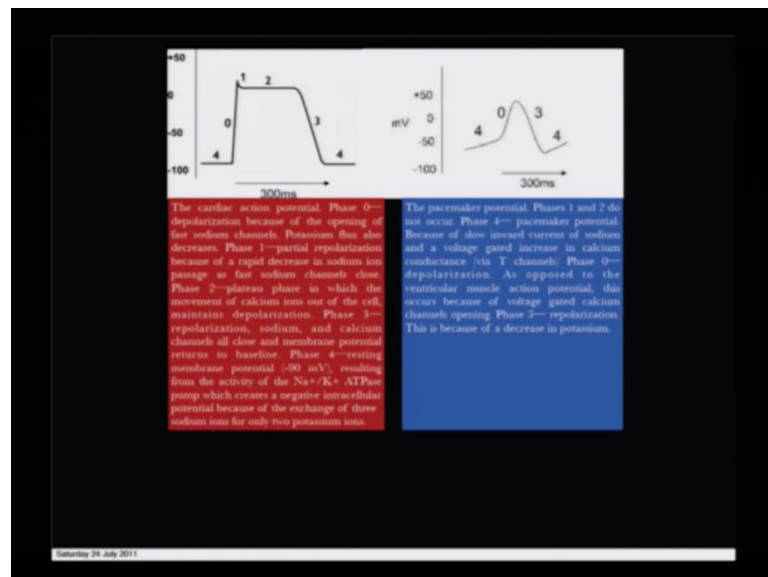 +50
0
-50
-100
1
2
0
3
4
4
300ms
mV
+50
0
-50
-100
4
0
3
4
300ms
The cardiac action potential. Phase 0—
depolarization because of the opening of
fast sodium channels. Potassium flux also
decreases. Phase 1—partial repolarization
because of a rapid decrease in sodium ion
passage as fast sodium channels close.
Phase 2—plateau phase in which the
movement of calcium ions out of the cell,
maintains depolarization. Phase 3—
repolarization, sodium, and calcium
channels all close and membrane potential
returns to baseline. Phase 4—resting
membrane potential (-90 mV), resulting
from the activity of the Na+/K+ ATPase
pump which creates a negative intracellular
potential because of the exchange of three
sodium ions for only two potassium ions.
The pacemaker potential. Phases 1 and 2 do
not occur. Phase 4— pacemaker potential.
Because of slow inward current of sodium
and a voltage gated increase in calcium
conductance (via T channels) Phase 0—
depolarization. As opposed to the
ventricular muscle action potential, this
occurs because of voltage gated calcium
channels opening. Phase 3— repolarization.
This is because of a decrease in potassium.
Saturday 24 July 2011